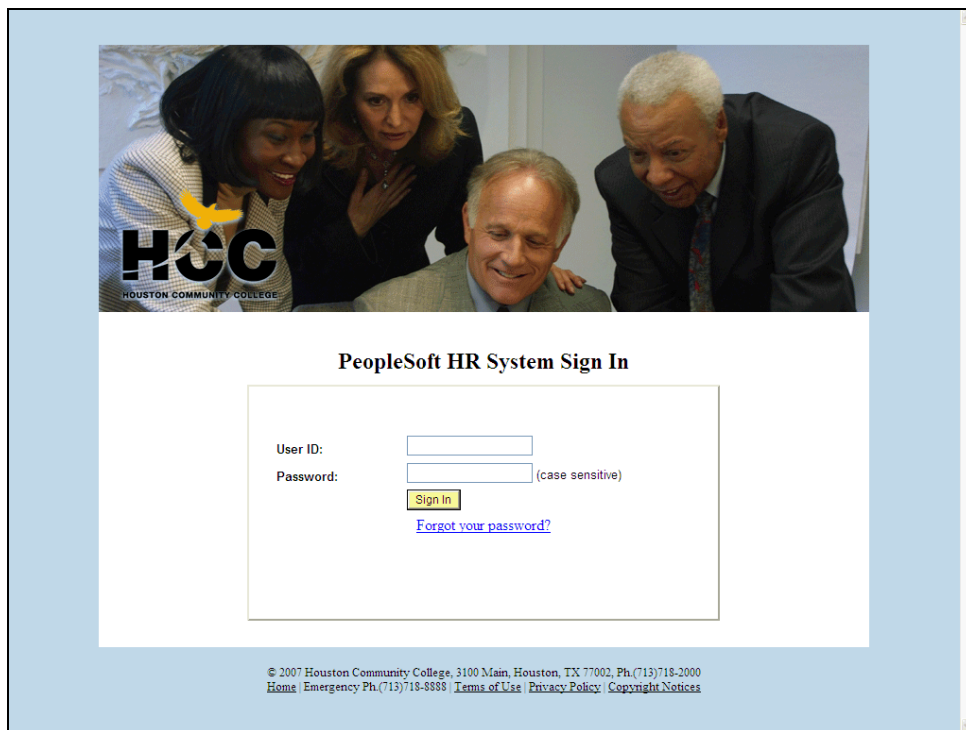 HCC
HOUSTON COMMUNITY COLLEGE
PeopleSoft HR System Sign In
User ID:
Password: (case sensitive)
Sign In
Forgot your password?
© 2007 Houston Community College, 3100 Main, Houston, TX 77002, Ph.(713)718-2000
Home | Emergency Ph.(713)718-8888 | Terms of Use | Privacy Policy | Copyright Notices